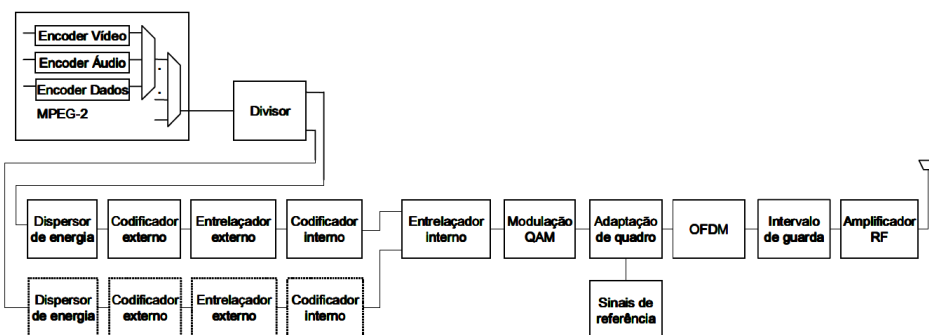 Encoder Vídeo
Encoder Áudio
Encoder Dados
MPEG-2
Divisor
Dispersor
de energia
Codificador
externo
Entrelaçador
externo
Codificador
interno
Entrelaçador
Interno
Modulação
QAM
Adaptação
de quadro
OFDM
Intervalo
de guarda
Amplificador
RF
Dispersor
de energia
Codificador
externo
Entrelaçador
externo
Codificador
interno
Sinais de
referência